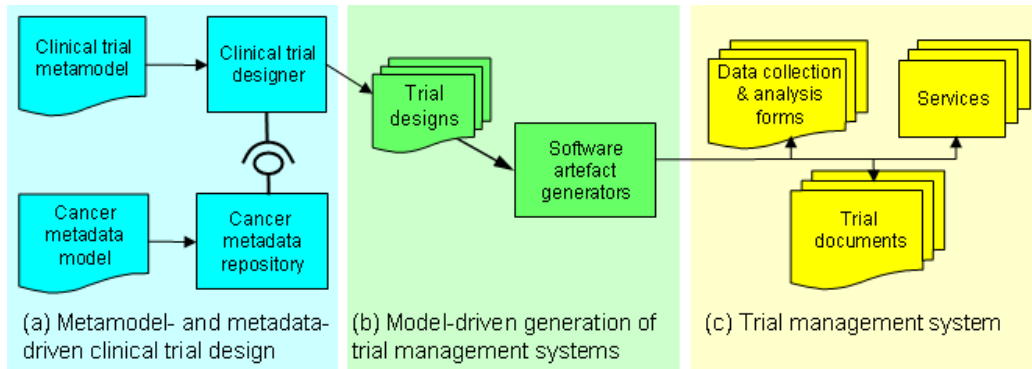 Clinical trial
metamodel
Clinical trial
designer
Cancer
metadata
model
Cancer
metadata
repository
(a) Metamodel- and metadata-
driven clinical trial design
Trial
designs
Software
artefact
generators
(b) Model-driven generation of
trial management systems
Data collection
& analysis
forms
Services
Trial
documents
(c) Trial management system